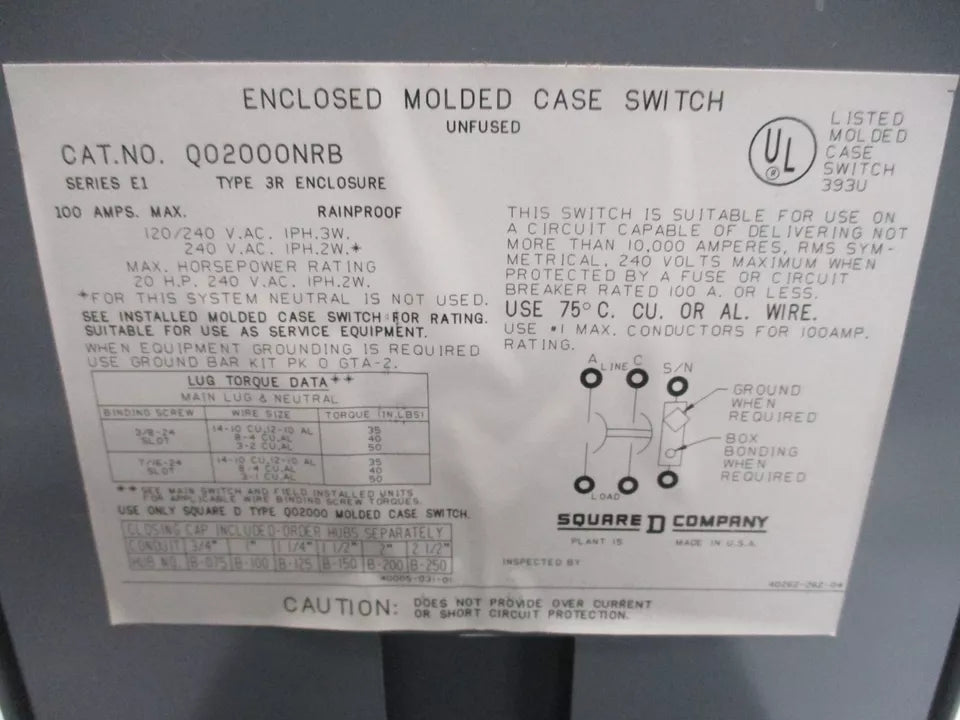 ENCLOSED MOLDED CASE SWITCH
UNFUSED
CAT.NO. QO2000NRB
SERIES E1 TYPE 3R ENCLOSURE
UL
®
LISTED
MOLDED
CASE
SWITCH
393U
100 AMPS. MAX. RAINPROOF
120/240 V.AC. 1PH.3W.
240 V.AC. 1PH.2W.*
MAX. HORSEPOWER RATING
20 H.P. 240 V.AC. 1PH.2W.
*FOR THIS SYSTEM NEUTRAL IS NOT USED.
SEE INSTALLED MOLDED CASE SWITCH FOR RATING.
SUITABLE FOR USE AS SERVICE EQUIPMENT.
WHEN EQUIPMENT GROUNDING IS REQUIRED
USE GROUND BAR KIT PK O GTA-2.
LUG TORQUE DATA**
MAIN LUG & NEUTRAL
BINDING SCREW WIRE SIZE TORQUE (IN.LBS)
3/8-24 SLOT 14-10 CU,12-10 AL 35
8-4 CU,AL 40
3-2 CU,AL 50
7/16-24 SLOT 14-10 CU,12-10 AL 35
8-4 CU,AL 40
3-1 CU,AL 50
**SEE MAIN SWITCH AND FIELD INSTALLED UNITS
FOR APPLICABLE WIRE BINDING SCREW TORQUES.
USE ONLY SQUARE D TYPE QO2000 MOLDED CASE SWITCH.
CLOSING CAP INCLUDED-ORDER HUBS SEPARATELY
CONDUIT 3/4" 1" 1 1/4" 1 1/2" 2" 2 1/2"
HUB NO. B-075 B-100 B-125 B-150 B-200 B-250
40005-031-01
THIS SWITCH IS SUITABLE FOR USE ON
A CIRCUIT CAPABLE OF DELIVERING NOT
MORE THAN 10,000 AMPERES, RMS SYM-
METRICAL, 240 VOLTS MAXIMUM WHEN
PROTECTED BY A FUSE OR CIRCUIT
BREAKER RATED 100 A. OR LESS.
USE 75°C. CU. OR AL. WIRE.
USE #1 MAX. CONDUCTORS FOR 100AMP.
RATING.
A LINE C S/N
GROUND
WHEN
REQUIRED
BOX
BONDING
WHEN
REQUIRED
LOAD
SQUARE D COMPANY
PLANT 15 MADE IN U.S.A.
INSPECTED BY
40262-262-04
CAUTION: DOES NOT PROVIDE OVER CURRENT
OR SHORT CIRCUIT PROTECTION.